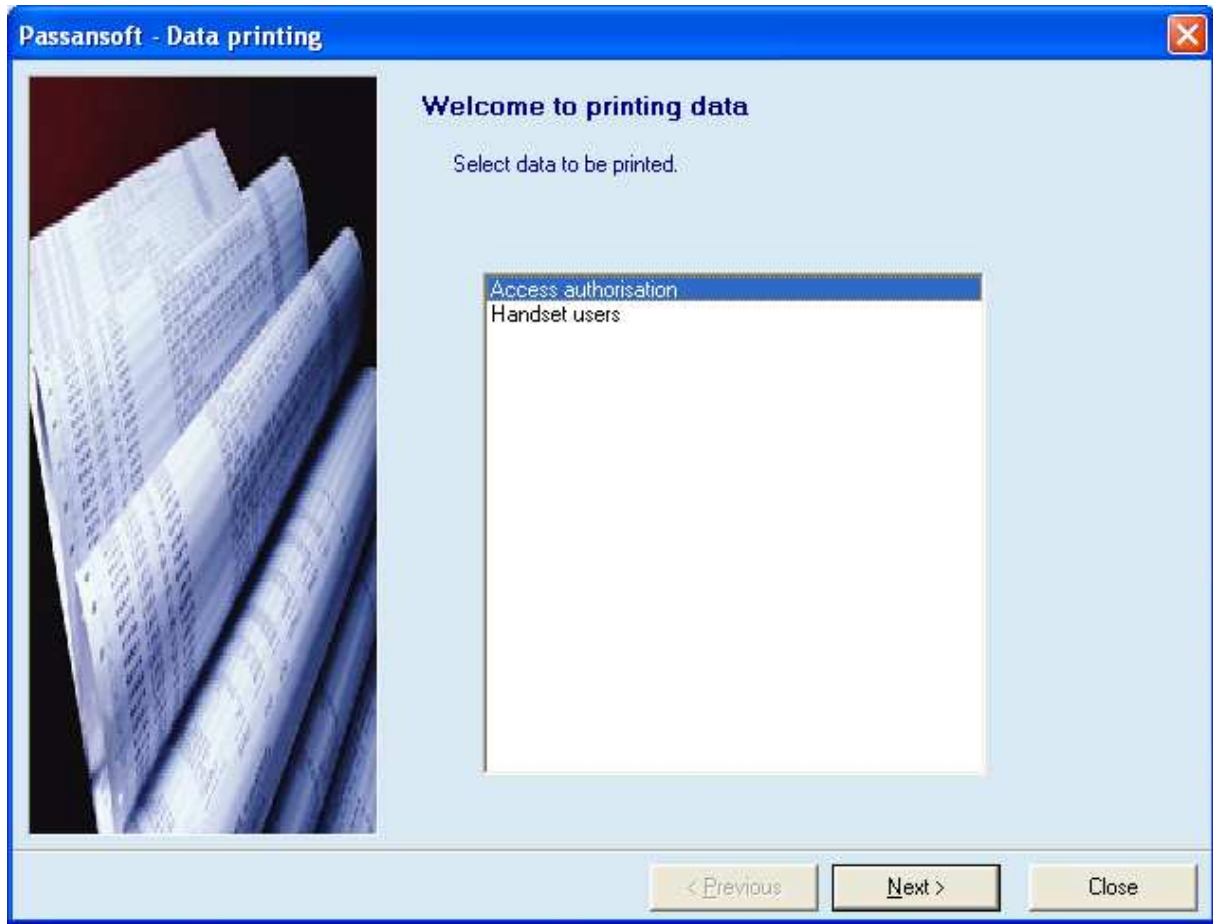 Passansoft - Data printing
Welcome to printing data
Select data to be printed.
Access authorisation
Handset users
< Previous
Next >
Close